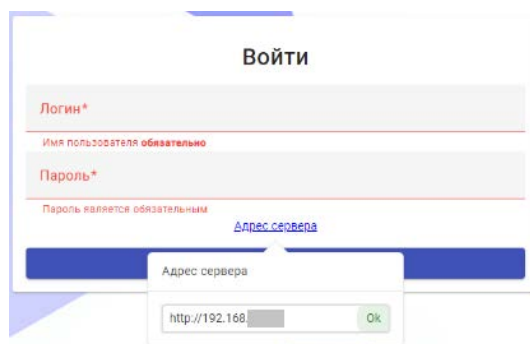 Войти
Логин*
Имя пользователя обязательно
Пароль*
Пароль является обязательным
Адрес сервера
Адрес сервера
http://192.168.
Ok